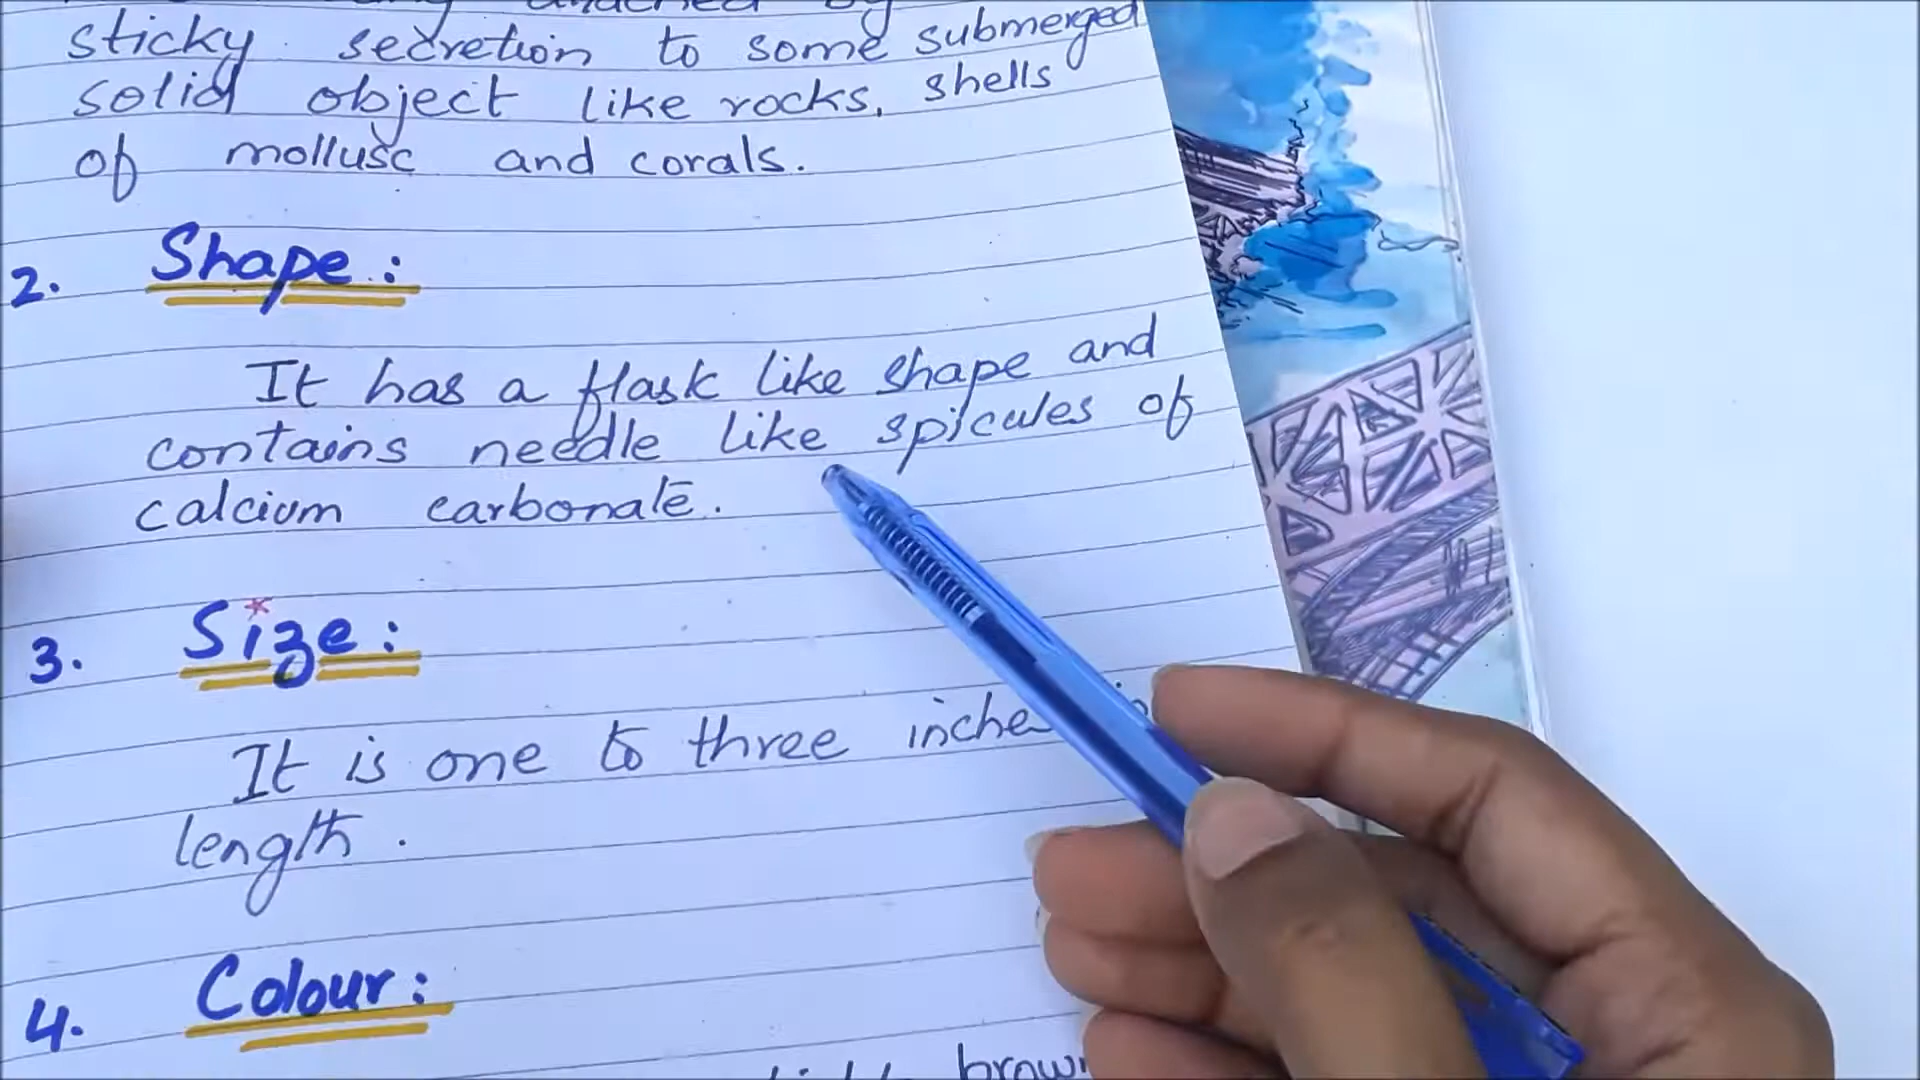 sticky secretion to some submerged
solid object like rocks, shells
of mollusc and corals.
2. Shape:
It has a flask like shape and
contains needle like spicules of
calcium carbonate.
3. Size:
It is one to three
length.
4. Colour: